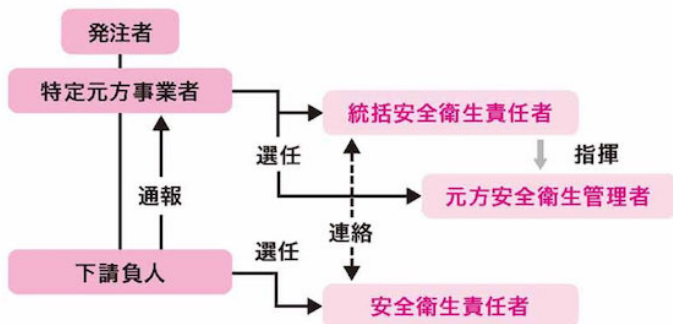 発注者
特定元方事業者
統括安全衛生責任者
選任
指揮
通報
元方安全衛生管理者
連絡
下請負人
選任
安全衛生責任者